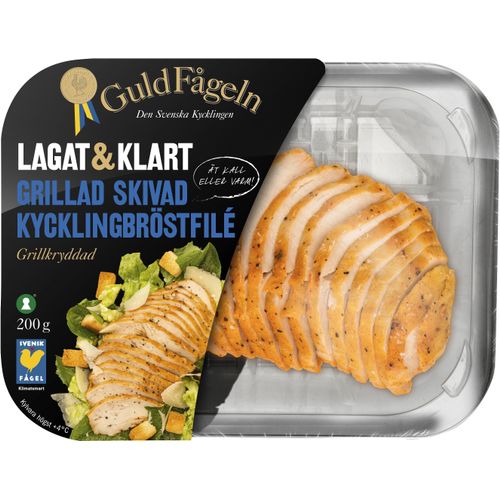 GuldFågeln
Den Svenska Kycklingen
LAGAT & KLART
ÄT KALL
ELLER VARM!
GRILLAD SKIVAD
KYCKLINGBRÖSTFILÉ
Grillkryddad
200 g
SVENSK
FÅGEL
Klimatsmart
Kylvara högst +4°C